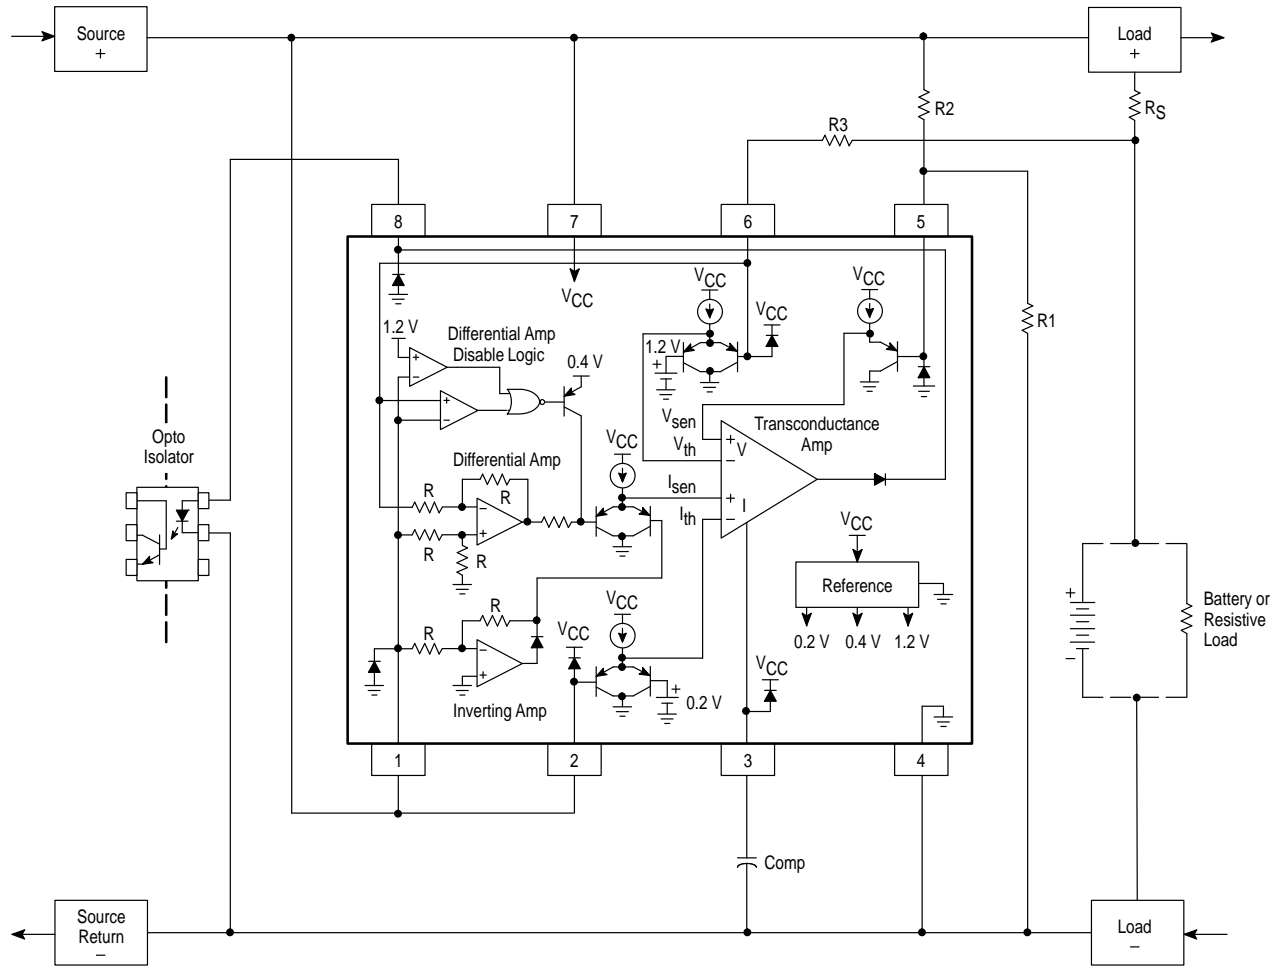 Source
+
Load
+
R2
RS
R3
8
7
6
5
VCC
VCC
VCC
VCC
1.2 V
Differential Amp
Disable Logic
0.4 V
1.2 V
+
R1
+
−
+
−
Opto
Isolator
Vsen
Vth
Transconductance
Amp
+
V
−
VCC
Differential Amp
Isen
Ith
+
I
−
R
R
−
+
R
R
VCC
Reference
0.2 V
0.4 V
1.2 V
+
−
Battery or
Resistive
Load
R
R
−
+
Inverting Amp
VCC
VCC
+
0.2 V
VCC
1
2
3
4
Comp
Source
Return
−
Load
−